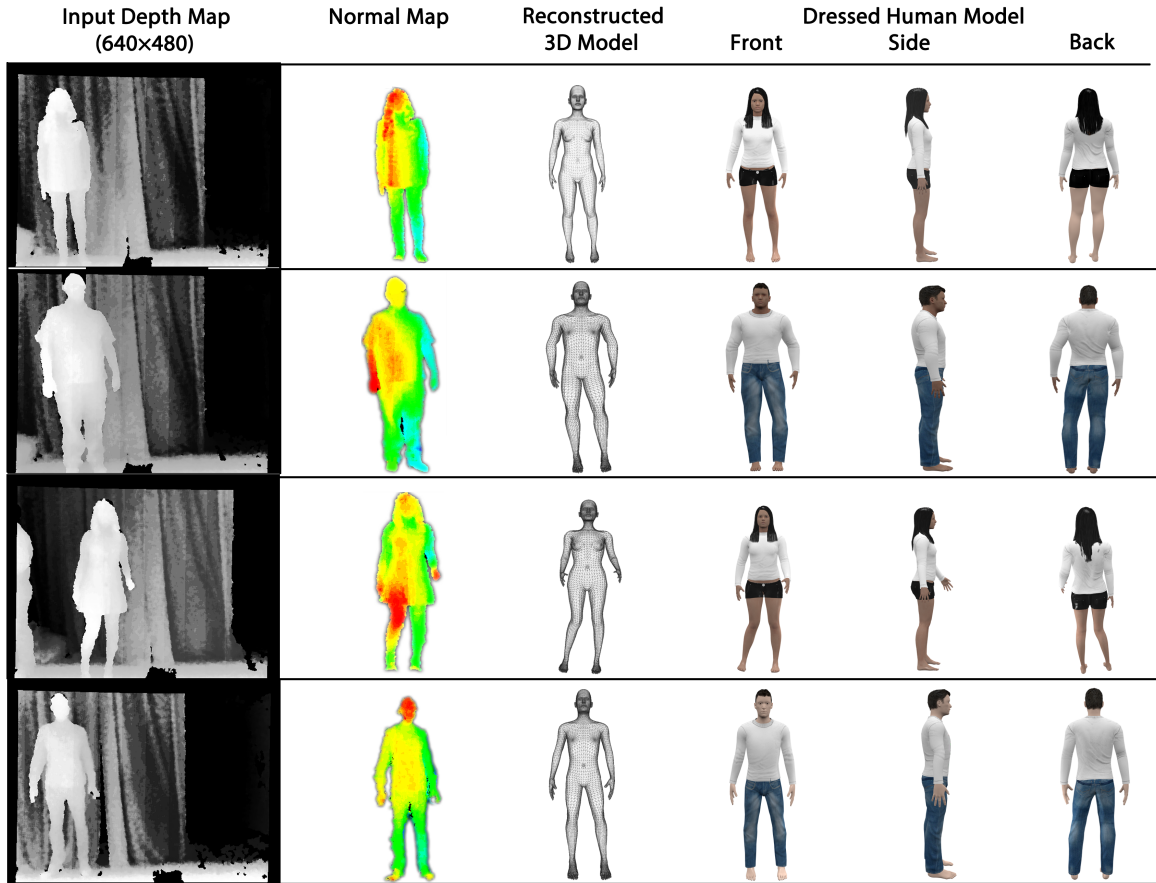 Input Depth Map
(640×480)
Normal Map
Reconstructed
3D Model
Dressed Human Model
Front
Side
Back